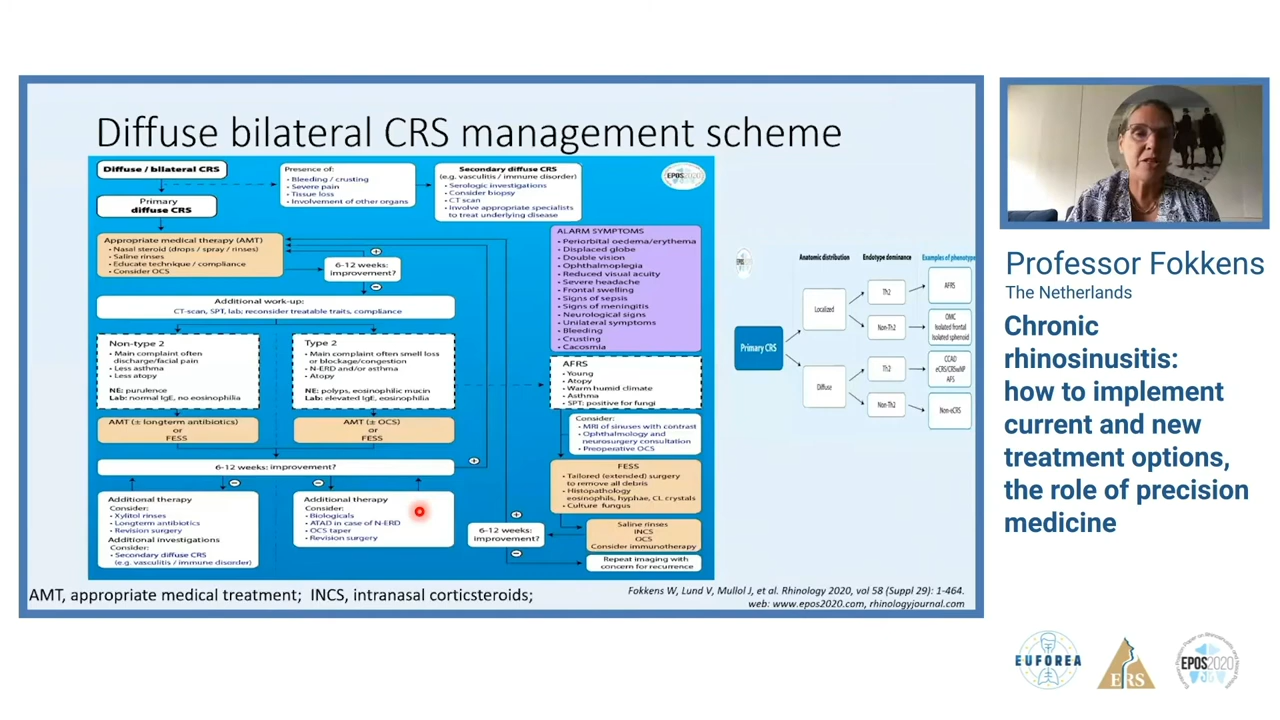 Diffuse bilateral CRS management scheme
Diffuse / bilateral CRS
Presence of:
• Bleeding / crusting
• Severe pain
• Tissue loss
• Involvement of other organs
Secondary diffuse CRS
(e.g. vasculitis / immune disorder)
• Serologic investigations
• Consider biopsy
• CT scan
• Involve appropriate specialists
to treat underlying disease
EPOS2020
Primary
diffuse CRS
Appropriate medical therapy (AMT)
• Nasal steroid (drops / spray / rinses)
• Saline rinses
• Educate technique / compliance
• Consider OCS
+
6-12 weeks:
improvement?
−
Additional work-up:
CT-scan, SPT, lab; reconsider treatable traits, compliance
Non-type 2
• Main complaint often
discharge/facial pain
• Less asthma
• Less atopy
NE: purulence
Lab: normal IgE, no eosinophilia
Type 2
• Main complaint often smell loss
or blockage/congestion
• N-ERD and/or asthma
• Atopy
NE: polyps, eosinophilic mucin
Lab: elevated IgE, eosinophilia
AMT (± longterm antibiotics)
or
FESS
AMT (± OCS)
or
FESS
6-12 weeks: improvement?
+
−
−
Additional therapy
Consider:
• Xylitol rinses
• Longterm antibiotics
• Revision surgery
Additional investigations
Consider:
• Secondary diffuse CRS
(e.g. vasculitis / immune disorder)
Additional therapy
Consider:
• Biologicals
• ATAD in case of N-ERD
• OCS taper
• Revision surgery
ALARM SYMPTOMS
• Periorbital oedema/erythema
• Displaced globe
• Double vision
• Ophthalmoplegia
• Reduced visual acuity
• Severe headache
• Frontal swelling
• Signs of sepsis
• Signs of meningitis
• Neurological signs
• Unilateral symptoms
• Bleeding
• Crusting
• Cacosmia
AFRS
• Young
• Atopy
• Warm humid climate
• Asthma
• SPT: positive for fungi
Consider:
• MRI of sinuses with contrast
• Ophthalmology and
neurosurgery consultation
• Preoperative OCS
FESS
• Tailored (extended) surgery
to remove all debris
• Histopathology
eosinophils, hyphae, CL crystals
• Culture fungus
+
6-12 weeks:
improvement?
−
Saline rinses
INCS
OCS
Consider immunotherapy
Repeat imaging with
concern for recurrence
Anatomic distribution
Endotype dominance
Examples of phenotype
Primary CRS
Localized
Th2
AFRS
Non-Th2
OMC
Isolated frontal
Isolated sphenoid
Diffuse
Th2
CCAD
eCRS/CRSwNP
AFS
Non-Th2
Non-eCRS
AMT, appropriate medical treatment; INCS, intranasal corticosteroids;
Fokkens W, Lund V, Mullol J, et al. Rhinology 2020, vol 58 (Suppl 29): 1-464.
web: www.epos2020.com, rhinologyjournal.com
Professor Fokkens
The Netherlands
Chronic
rhinosinusitis:
how to implement
current and new
treatment options,
the role of precision
medicine
EUFOREA
ERS
EPOS2020